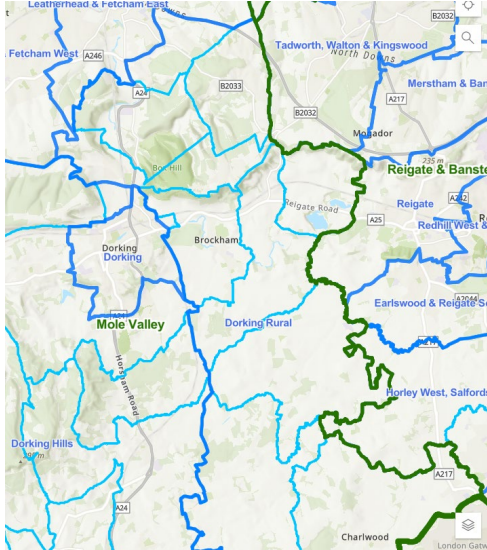 Leatherhead & Fetcham East
B2032
Tadworth, Walton & Kingswood
North Downs
Fetcham West
A246
A24
B2033
A217
Merstham & Ban
B2032
Mogador
235 m
Box Hill
Reigate & Banste
A242
Reigate
Reigate Road
A25
Redhill West &
Brockham
Dorking
Dorking
A2044
Earlswood & Reigate So
Mole Valley
Dorking Rural
A217
Horsham Road
Horley West, Salfords
Dorking Hills
A217
A24
Charlwood
London Gatw